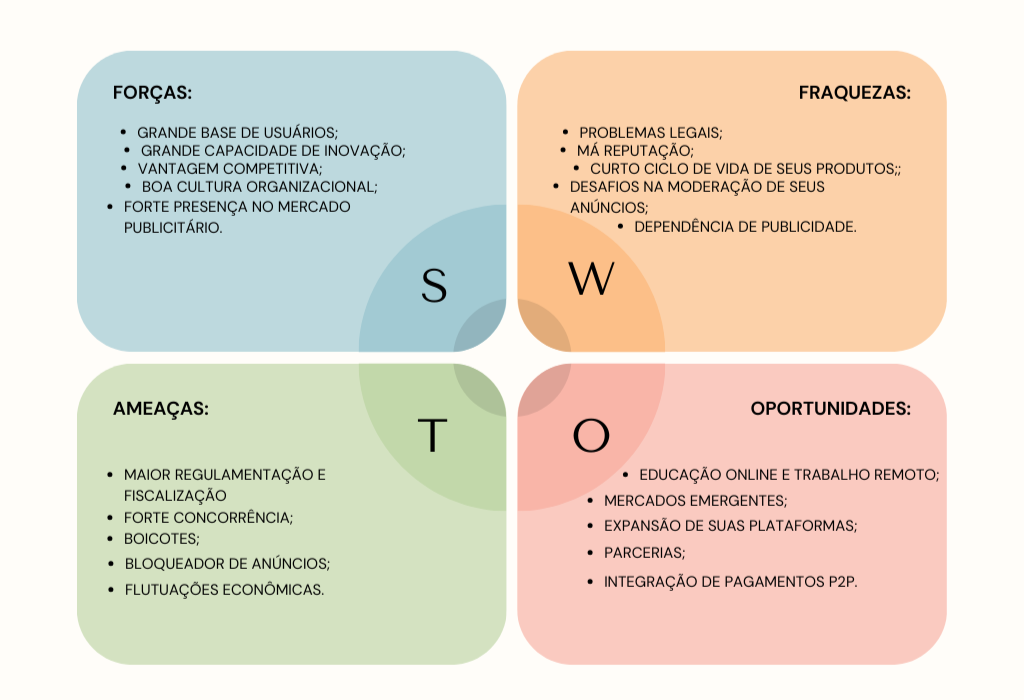 FORÇAS:
• GRANDE BASE DE USUÁRIOS;
• GRANDE CAPACIDADE DE INOVAÇÃO;
• VANTAGEM COMPETITIVA;
• BOA CULTURA ORGANIZACIONAL;
• FORTE PRESENÇA NO MERCADO
PUBLICITÁRIO.
S
FRAQUEZAS:
• PROBLEMAS LEGAIS;
• MÁ REPUTAÇÃO;
• CURTO CICLO DE VIDA DE SEUS PRODUTOS;;
• DESAFIOS NA MODERAÇÃO DE SEUS
ANÚNCIOS;
• DEPENDÊNCIA DE PUBLICIDADE.
W
AMEAÇAS:
T
• MAIOR REGULAMENTAÇÃO E
FISCALIZAÇÃO
• FORTE CONCORRÊNCIA;
• BOICOTES;
• BLOQUEADOR DE ANÚNCIOS;
• FLUTUAÇÕES ECONÔMICAS.
OPORTUNIDADES:
O
• EDUCAÇÃO ONLINE E TRABALHO REMOTO;
• MERCADOS EMERGENTES;
• EXPANSÃO DE SUAS PLATAFORMAS;
• PARCERIAS;
• INTEGRAÇÃO DE PAGAMENTOS P2P.